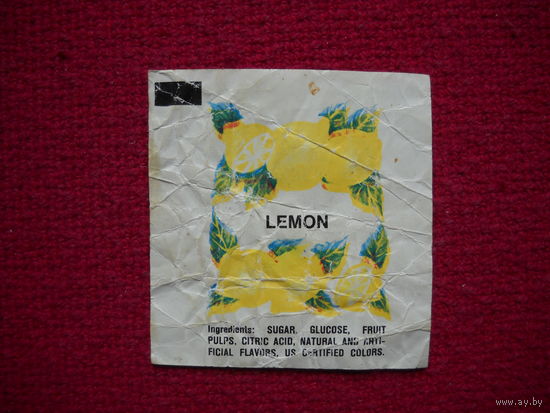 LEMON
Ingredients: SUGAR, GLUCOSE, FRUIT
PULPS, CITRIC ACID, NATURAL AND ARTI-
FICIAL FLAVORS, US CERTIFIED COLORS.
www.ay.by